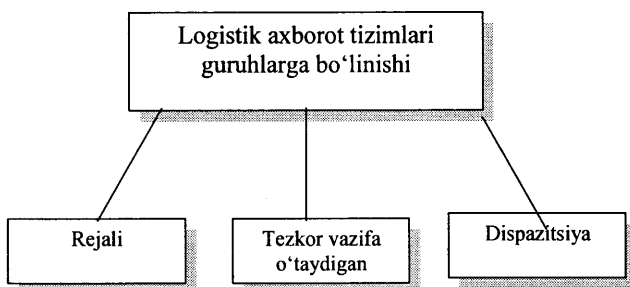 Logistik axborot tizimlari
guruhlarga bo‘linishi
Rejali
Tezkor vazifa
o‘taydigan
Dispazitsiya